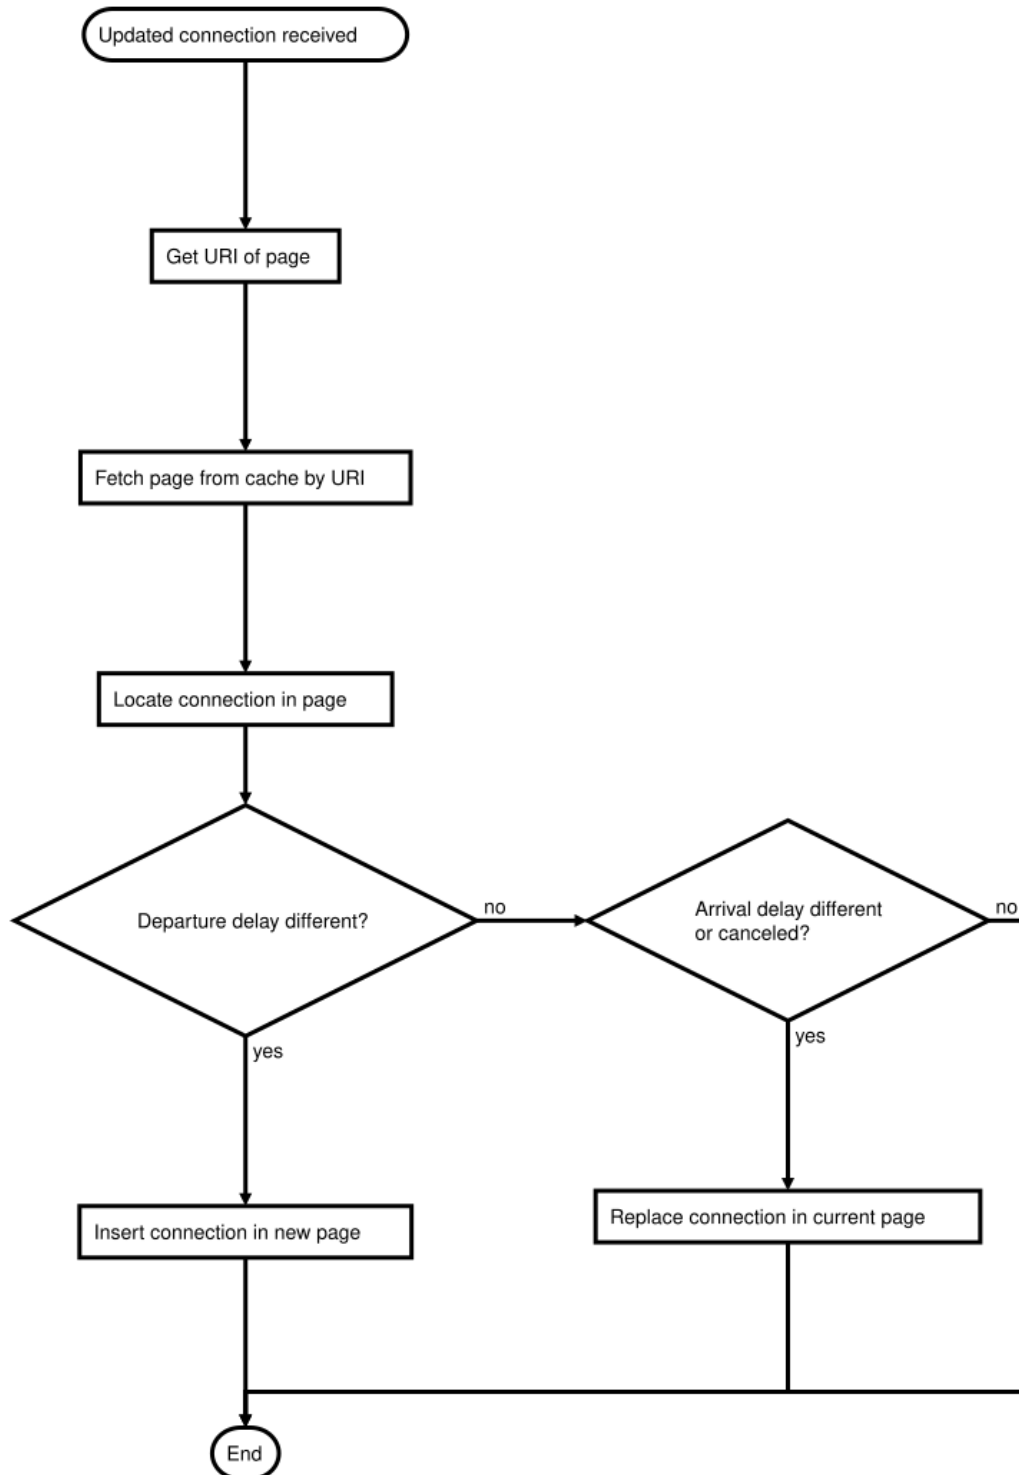 Updated connection received
Get URI of page
Fetch page from cache by URI
Locate connection in page
Departure delay different?
no
Arrival delay different
or canceled?
no
yes
yes
Insert connection in new page
Replace connection in current page
End